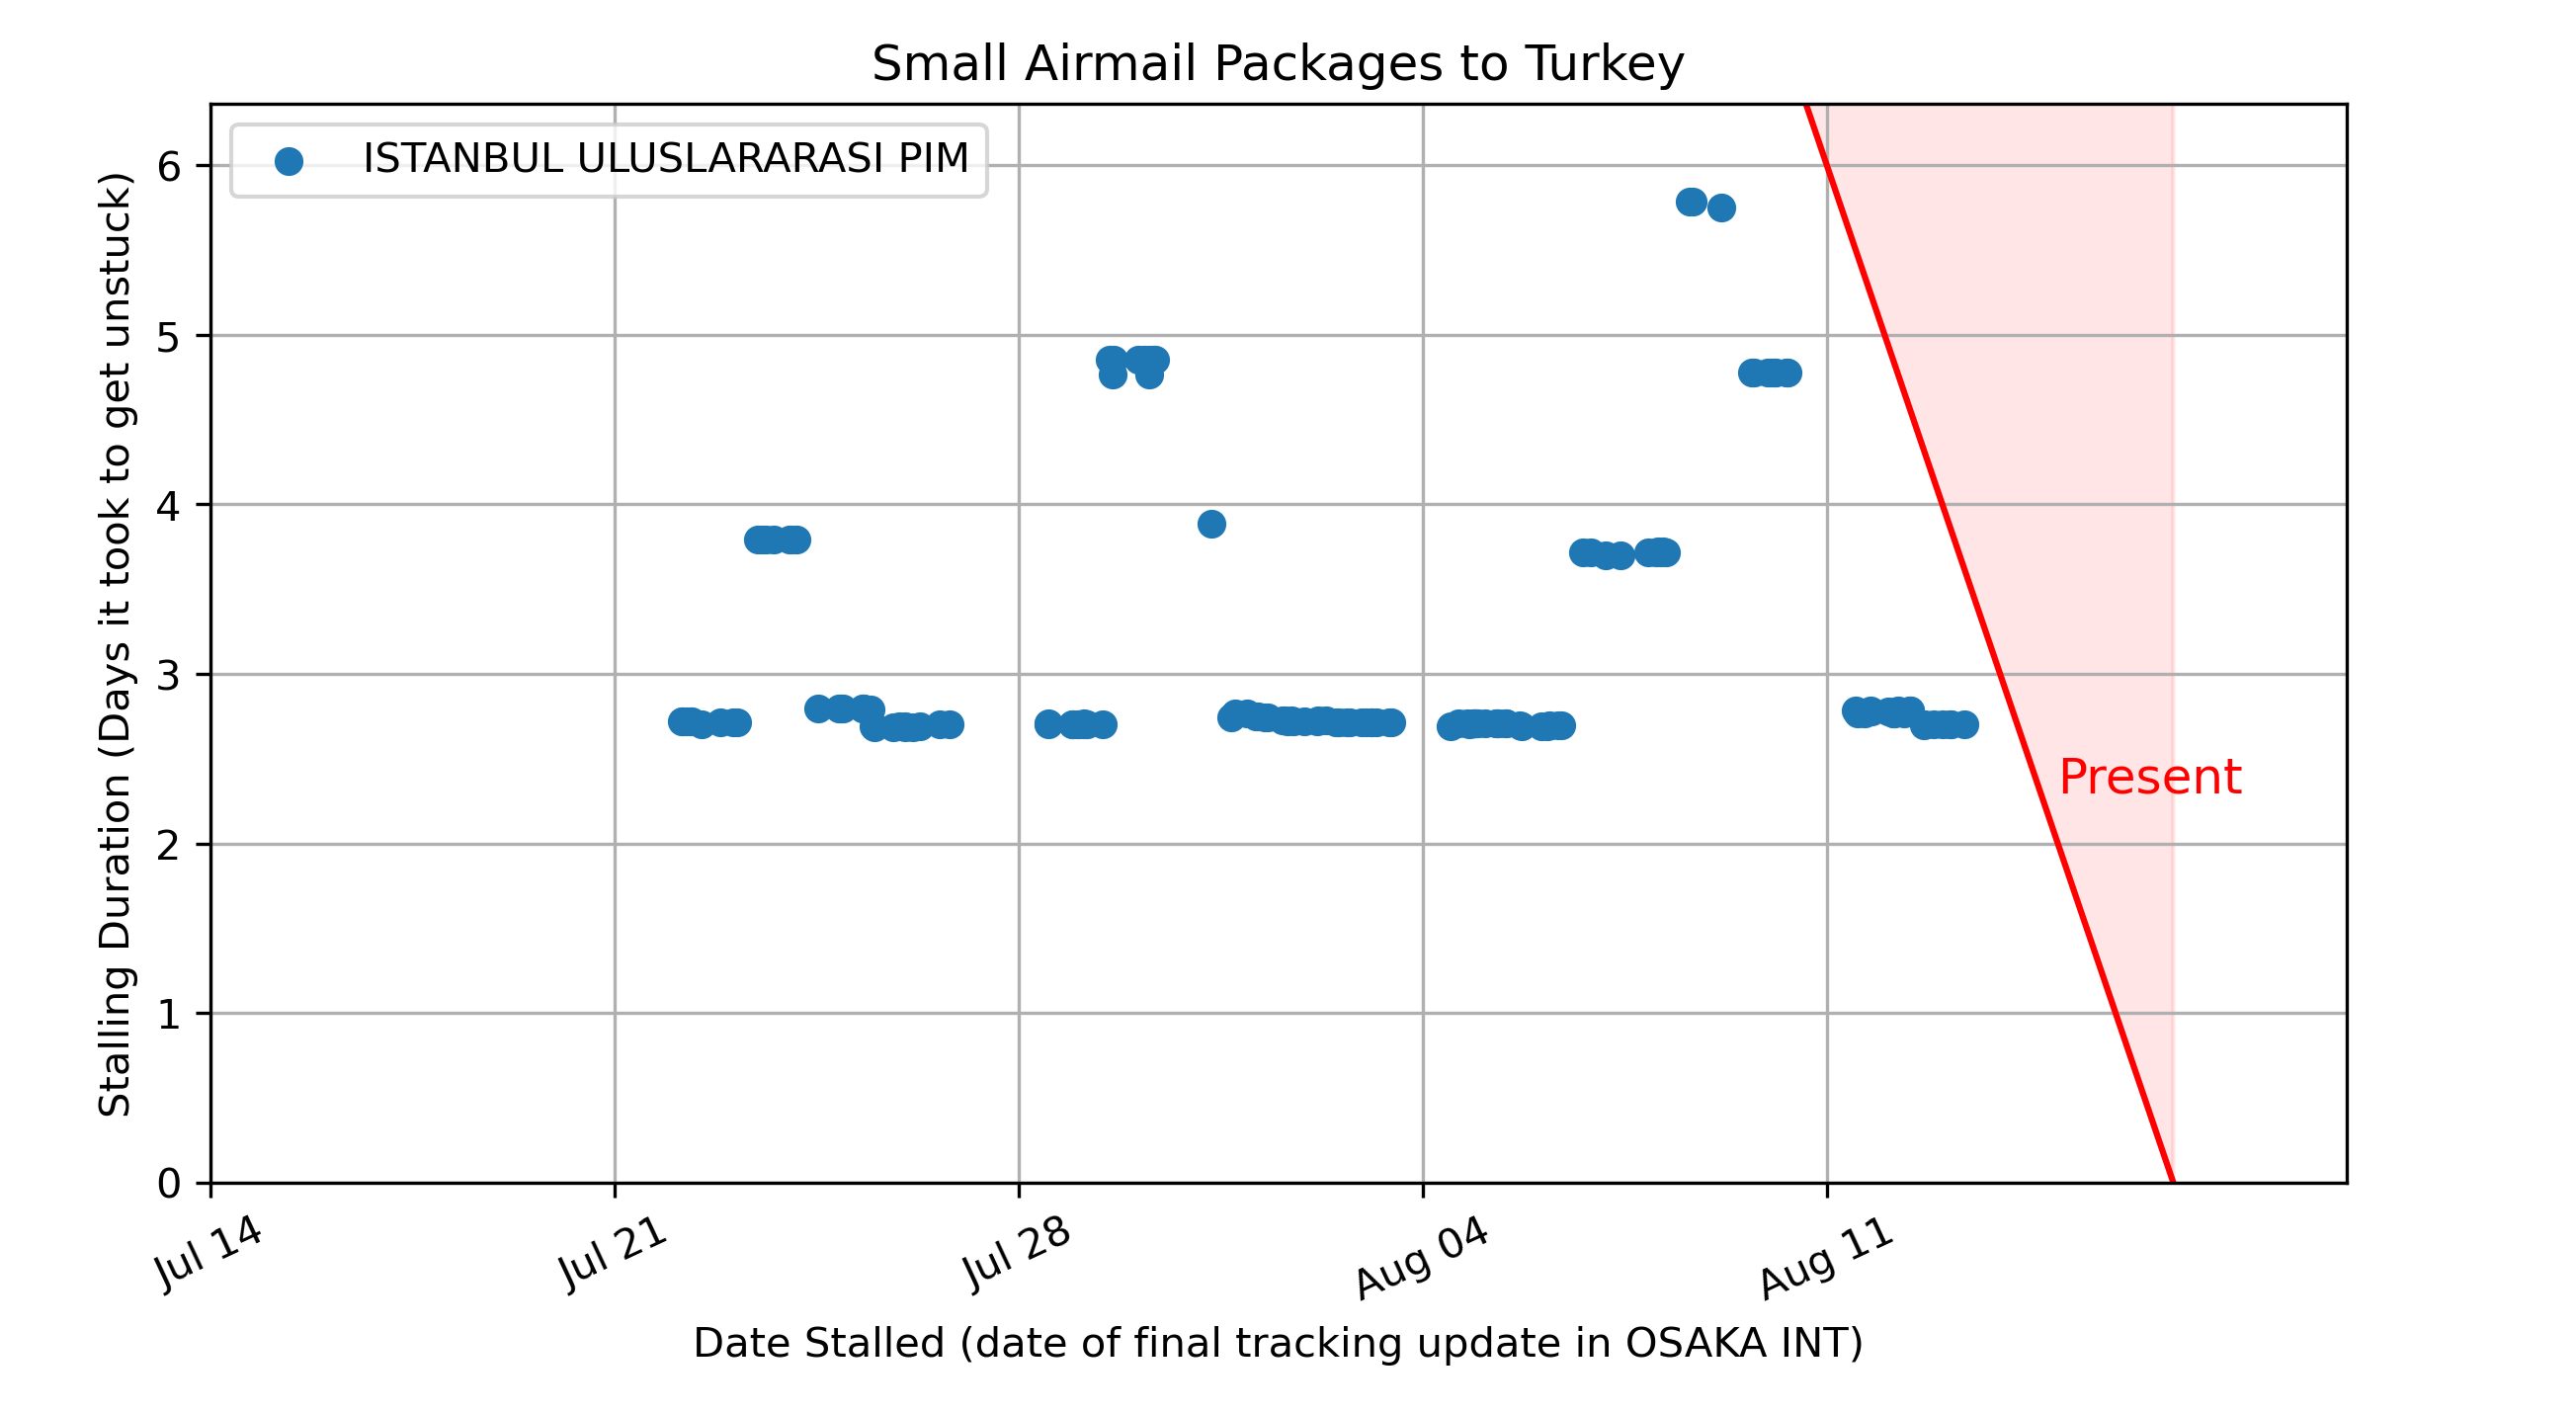 Small Airmail Packages to Turkey
ISTANBUL ULUSLARARASI PIM
Stalling Duration (Days it took to get unstuck)
6
5
4
3
2
1
0
Present
Jul 14
Jul 21
Jul 28
Aug 04
Aug 11
Date Stalled (date of final tracking update in OSAKA INT)